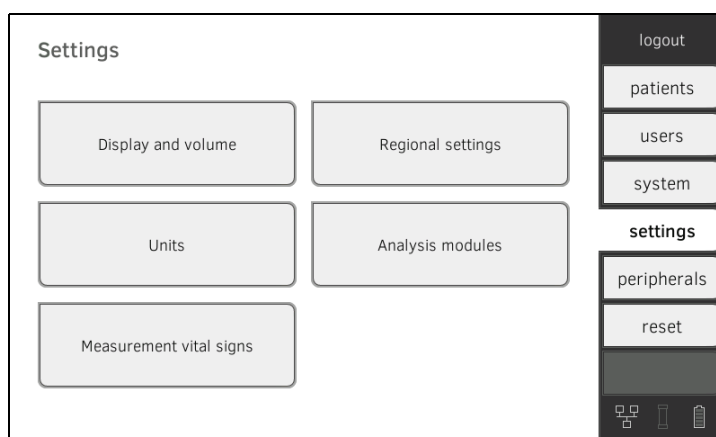 Settings
Display and volume
Regional settings
Units
Analysis modules
Measurement vital signs
logout
patients
users
system
settings
peripherals
reset